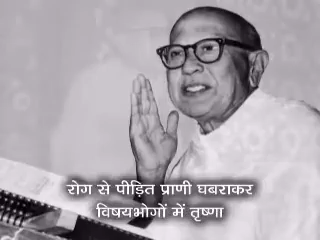 रोग से पीड़ित प्राणी घबराकर
विषयभोगों में तृष्णा